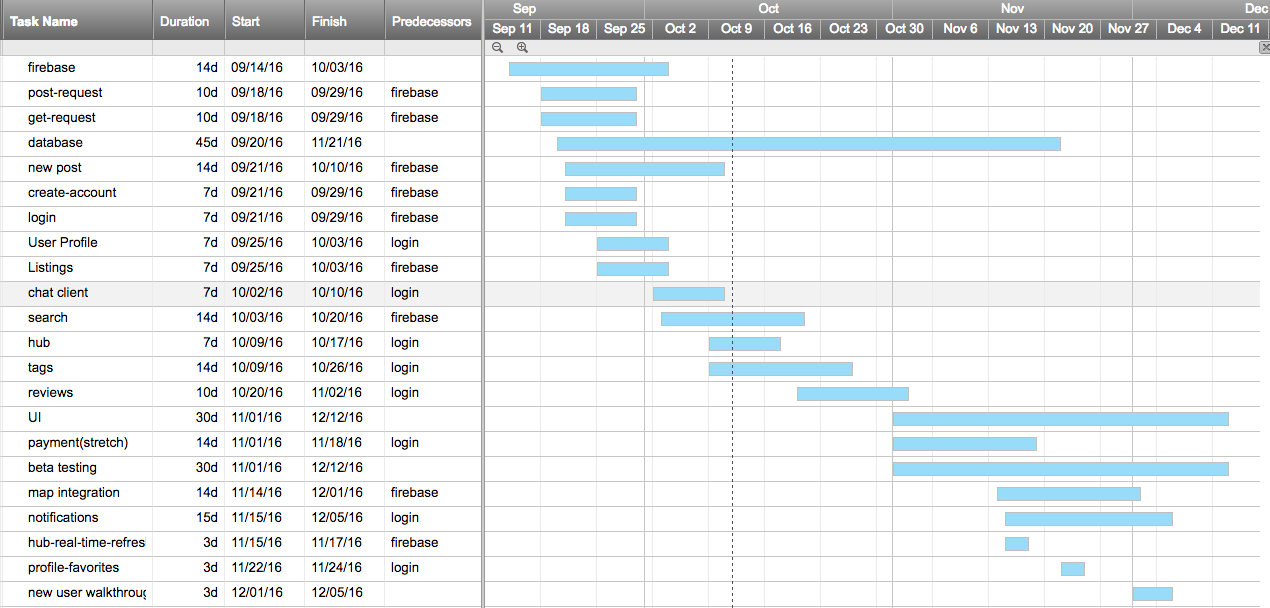 Sep Oct Nov Dec
Task Name Duration Start Finish Predecessors Sep 11 Sep 18 Sep 25 Oct 2 Oct 9 Oct 16 Oct 23 Oct 30 Nov 6 Nov 13 Nov 20 Nov 27 Dec 4 Dec 11
firebase 14d 09/14/16 10/03/16
post-request 10d 09/18/16 09/29/16 firebase
get-request 10d 09/18/16 09/29/16 firebase
database 45d 09/20/16 11/21/16
new post 14d 09/21/16 10/10/16 firebase
create-account 7d 09/21/16 09/29/16 firebase
login 7d 09/21/16 09/29/16 firebase
User Profile 7d 09/25/16 10/03/16 login
Listings 7d 09/25/16 10/03/16 firebase
chat client 7d 10/02/16 10/10/16 login
search 14d 10/03/16 10/20/16 firebase
hub 7d 10/09/16 10/17/16 login
tags 14d 10/09/16 10/26/16 login
reviews 10d 10/20/16 11/02/16 login
UI 30d 11/01/16 12/12/16
payment(stretch) 14d 11/01/16 11/18/16 login
beta testing 30d 11/01/16 12/12/16
map integration 14d 11/14/16 12/01/16 firebase
notifications 15d 11/15/16 12/05/16 login
hub-real-time-refres 3d 11/15/16 11/17/16 firebase
profile-favorites 3d 11/22/16 11/24/16 login
new user walkthroug 3d 12/01/16 12/05/16